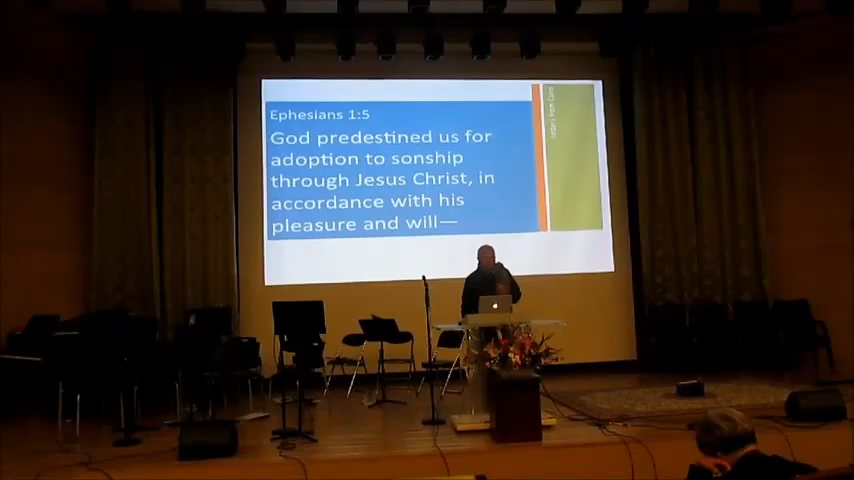 Ephesians 1:5
God predestined us for
adoption to sonship
through Jesus Christ, in
accordance with his
pleasure and will—